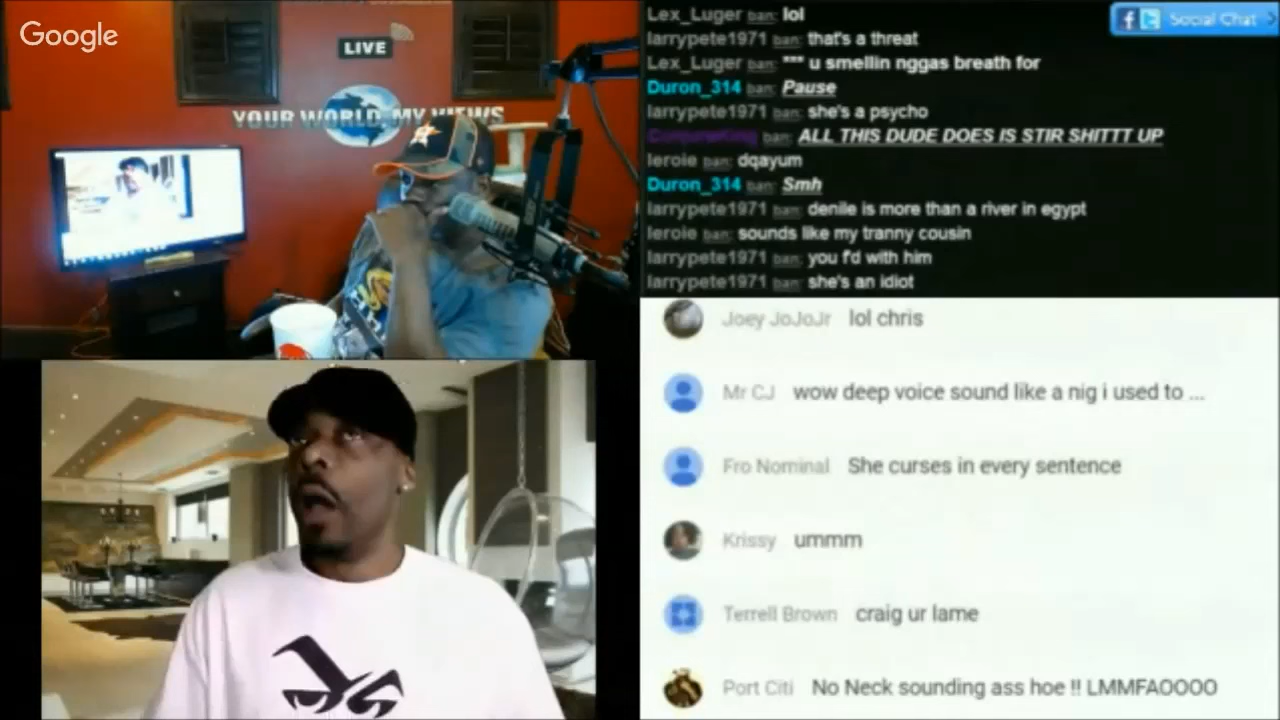 Google
LIVE
YOUR WORLD MY VIEWS
Lex_Luger ban: lol
larrypete1971 ban: that's a threat
Lex_Luger ban: *** u smellin nggas breath for
Duron_314 ban: Pause
larrypete1971 ban: she's a psycho
ban: ALL THIS DUDE DOES IS STIR SHITTT UP
leroie ban: dqayum
Duron_314 ban: Smh
larrypete1971 ban: denile is more than a river in egypt
leroie ban: sounds like my tranny cousin
larrypete1971 ban: you f'd with him
larrypete1971 ban: she's an idiot
Social Chat
Joey JoJoJr lol chris
Mr CJ wow deep voice sound like a nig i used to ...
Fro Nominal She curses in every sentence
Krissy ummm
Terrell Brown craig ur lame
Port Citi No Neck sounding ass hoe !! LMMFAOOOO